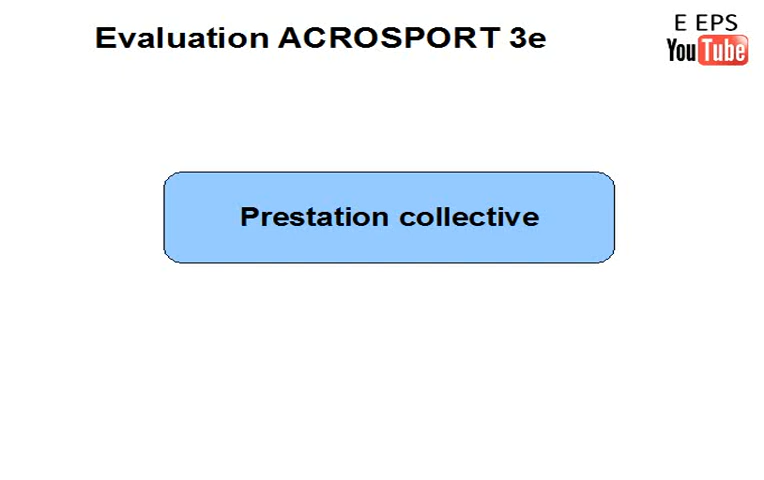 Evaluation ACROSPORT 3e
E EPS
YouTube
Prestation collective